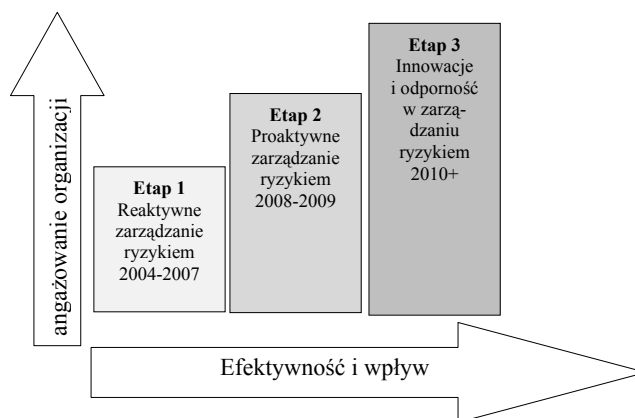 angażowanie organizacji
Etap 1
Reaktywne
zarządzanie
ryzykiem
2004-2007
Etap 2
Proaktywne
zarządzanie
ryzykiem
2008-2009
Etap 3
Innowacje
i odporność
w zarzą-
dzaniu
ryzykiem
2010+
Efektywność i wpływ